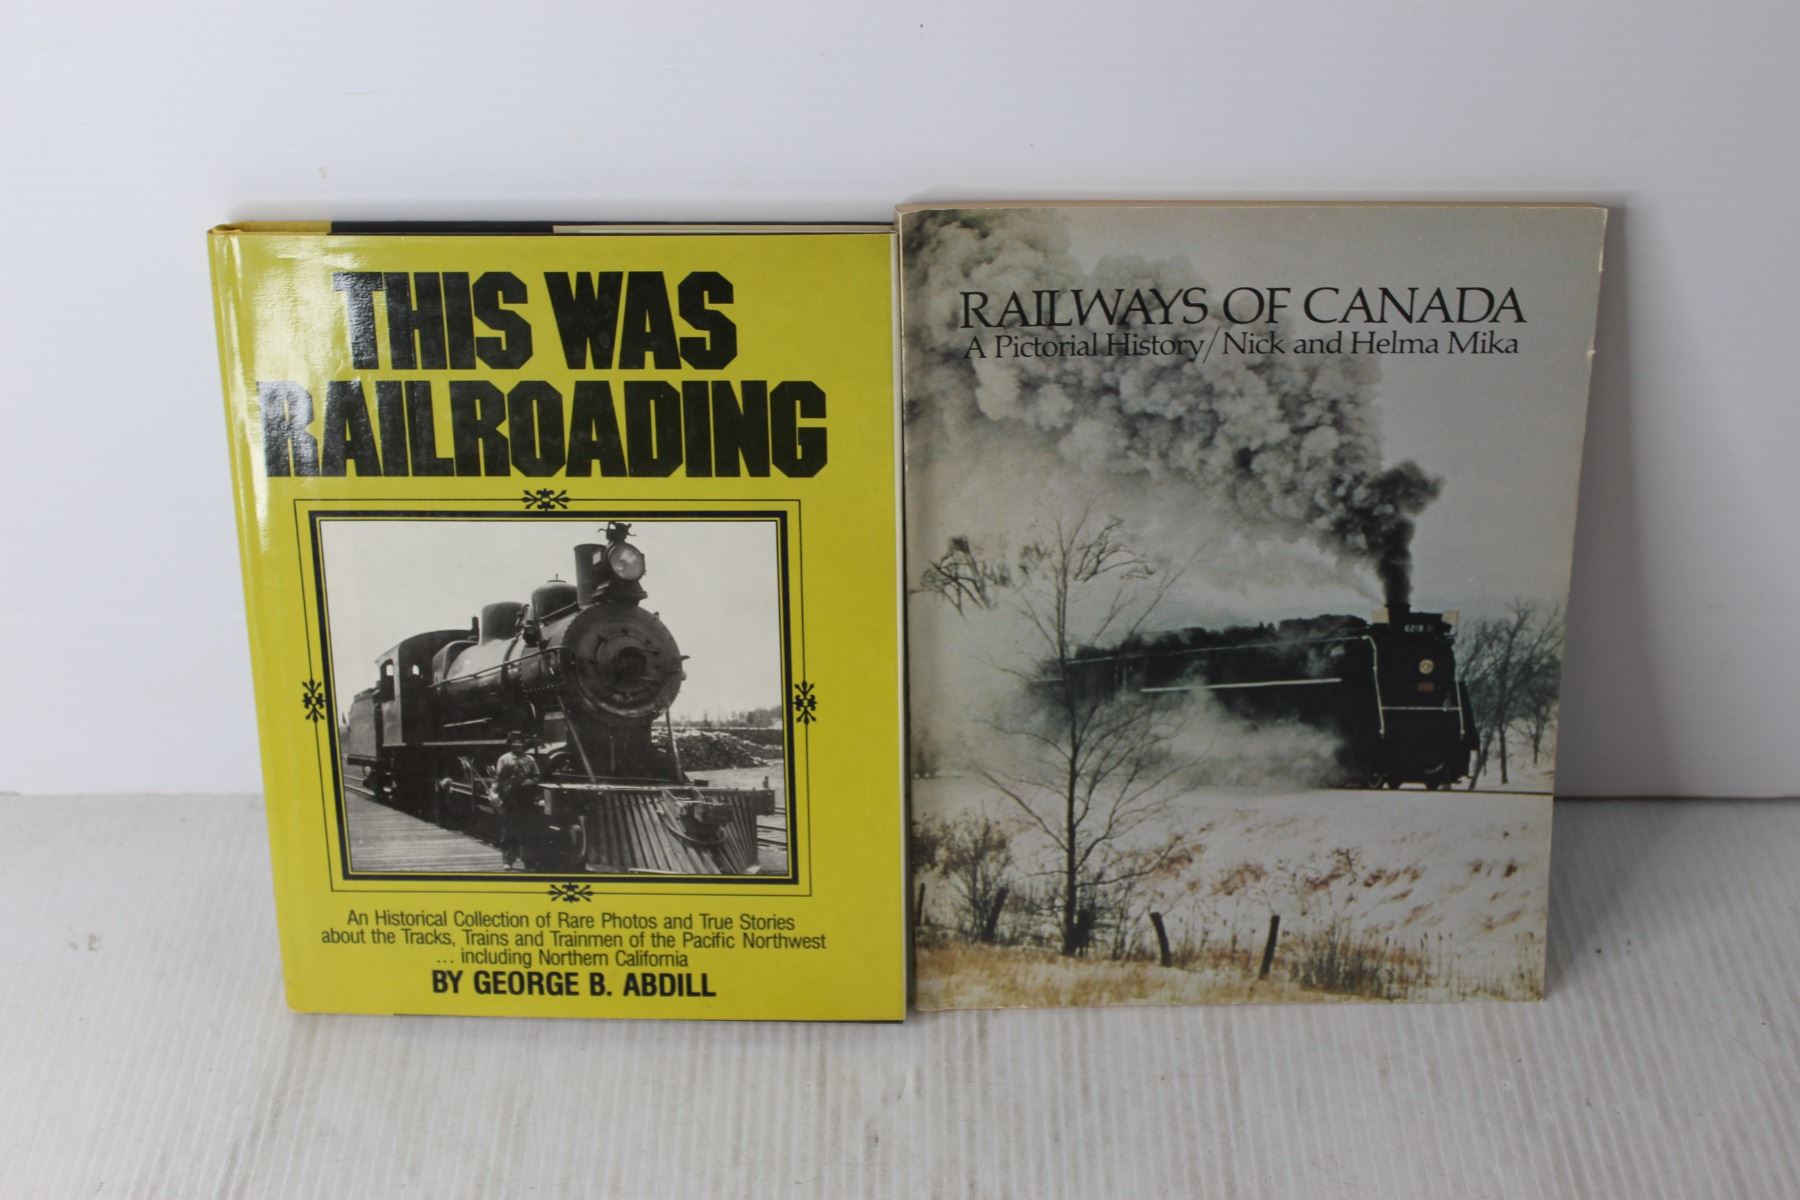 THIS WAS
RAILROADING
An Historical Collection of Rare Photos and True Stories
about the Tracks, Trains and Trainmen of the Pacific Northwest
... including Northern California
BY GEORGE B. ABDILL
RAILWAYS OF CANADA
A Pictorial History/Nick and Helma Mika
6218